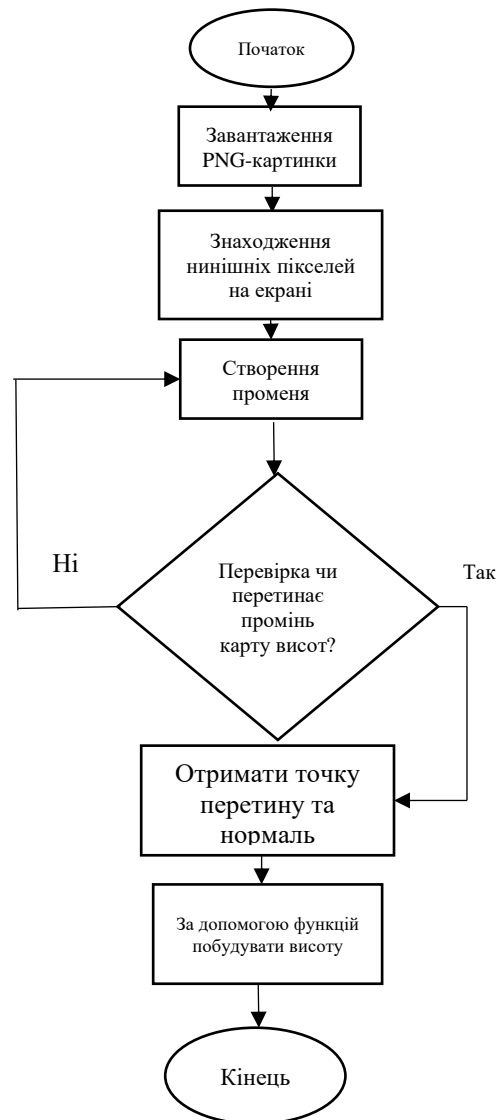 Початок
Завантаження
PNG-картинки
Знаходження
нинішніх пікселей
на екрані
Створення
променя
Ні
Перевірка чи
перетинає
промінь
карту висот?
Так
Отримати точку
перетину та
нормаль
За допомогою функцій
побудувати висоту
Кінець